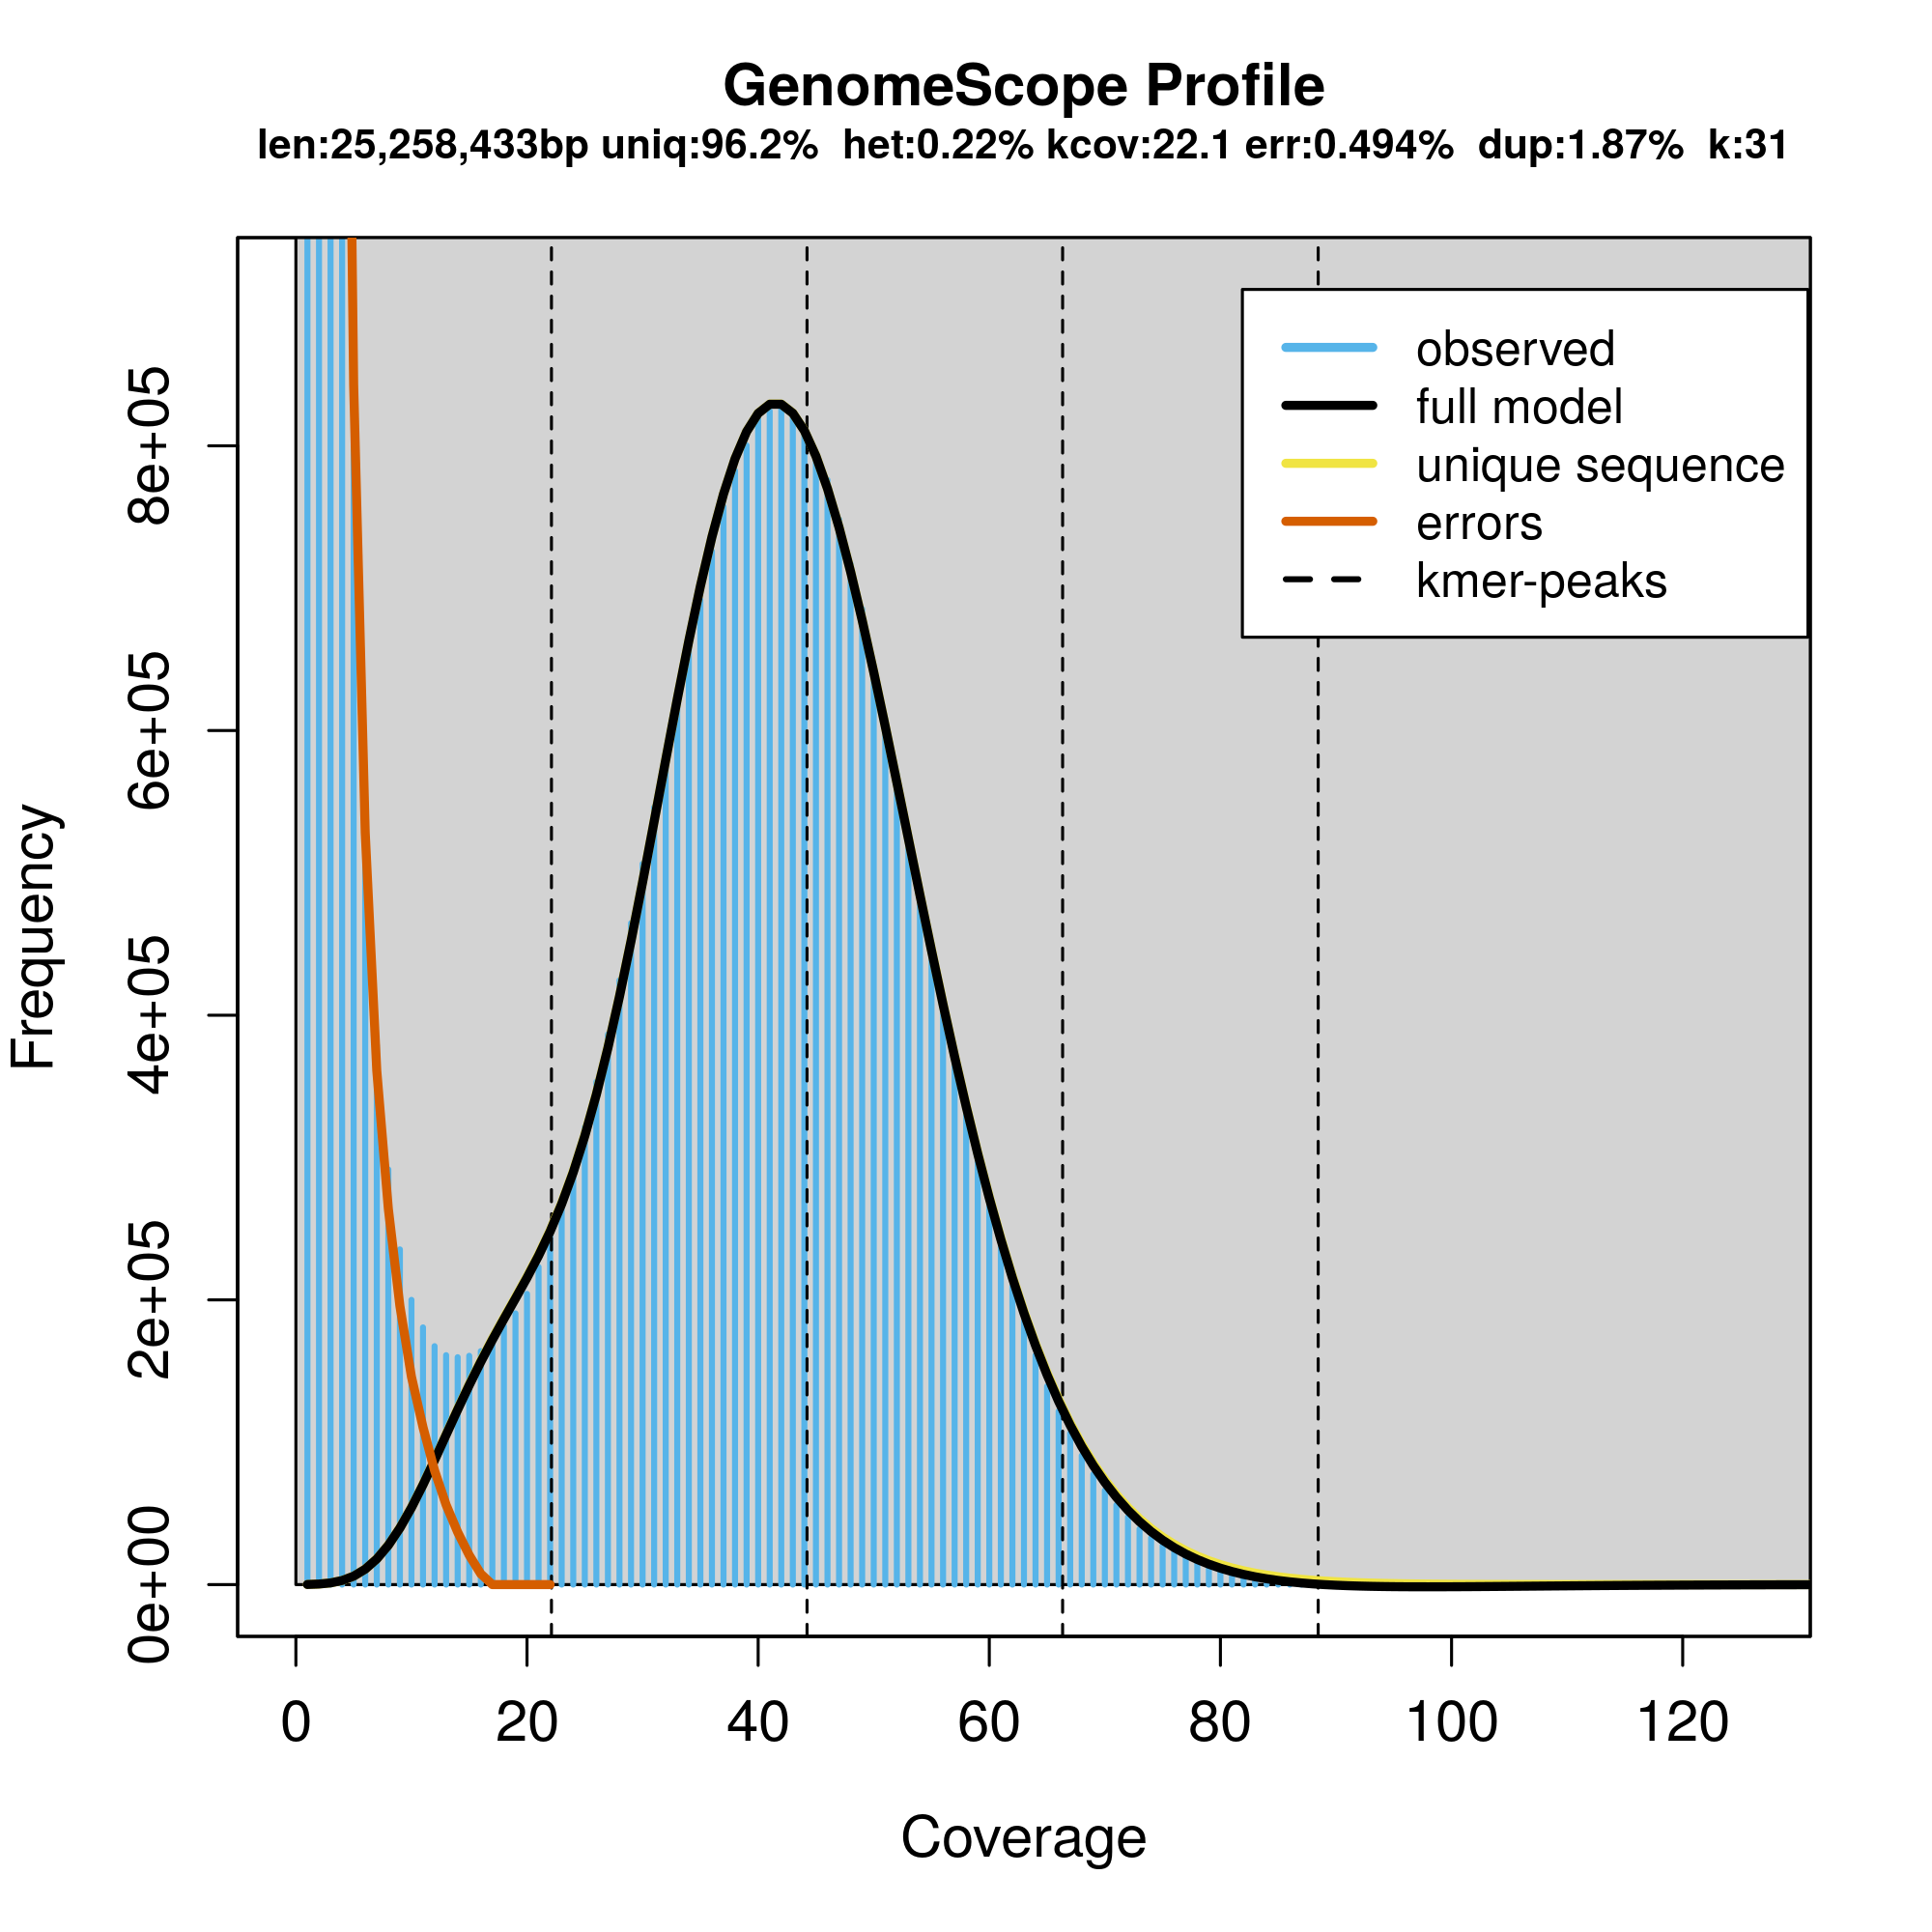 GenomeScope Profile
len:25,258,433bp uniq:96.2% het:0.22% kcov:22.1 err:0.494% dup:1.87% k:31
observed
full model
unique sequence
errors
kmer-peaks
Frequency
8e+05
6e+05
4e+05
2e+05
0e+00
0 20 40 60 80 100 120
Coverage